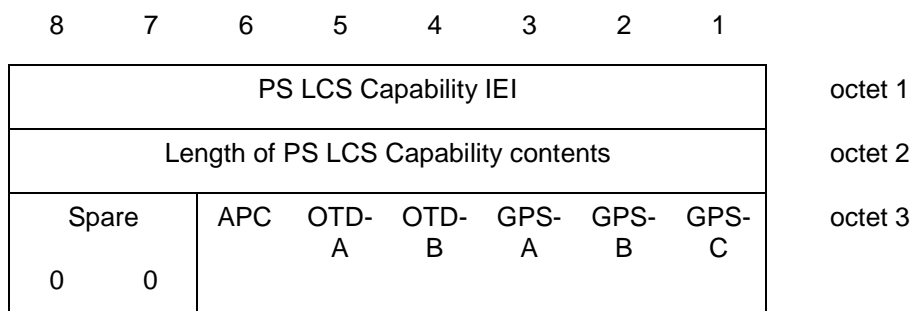 8 7 6 5 4 3 2 1
PS LCS Capability IEI octet 1
Length of PS LCS Capability contents octet 2
Spare APC OTD- OTD- GPS- GPS- GPS- octet 3
A B A B C
0 0